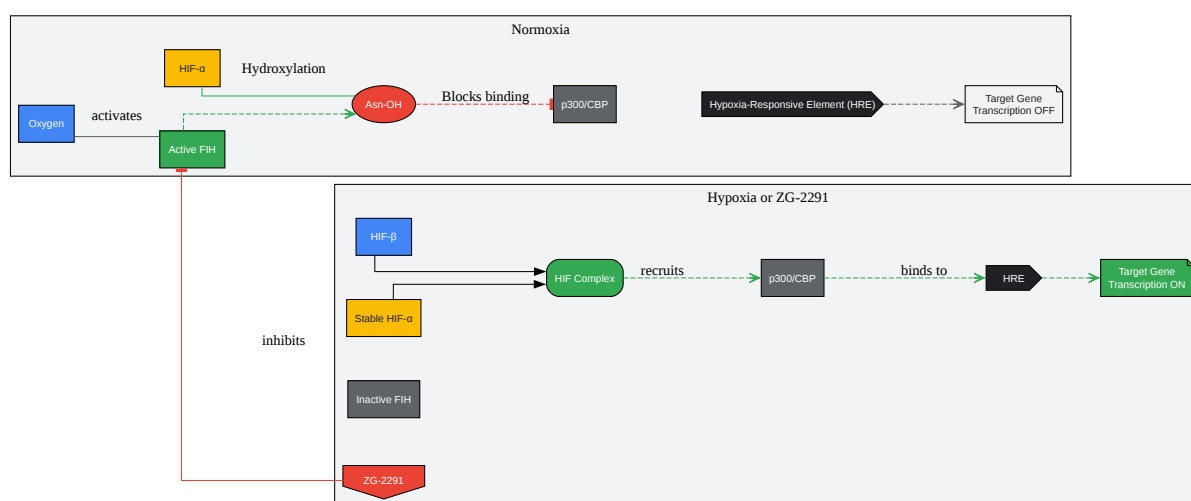 Normoxia
HIF-α
Hydroxylation
Oxygen
activates
Active FIH
Asn-OH
Blocks binding
p300/CBP
Hypoxia-Responsive Element (HRE)
Target Gene
Transcription OFF
Hypoxia or ZG-2291
HIF-β
Stable HIF-α
HIF Complex
recruits
p300/CBP
binds to
HRE
Target Gene
Transcription ON
inhibits
Inactive FIH
ZG-2291